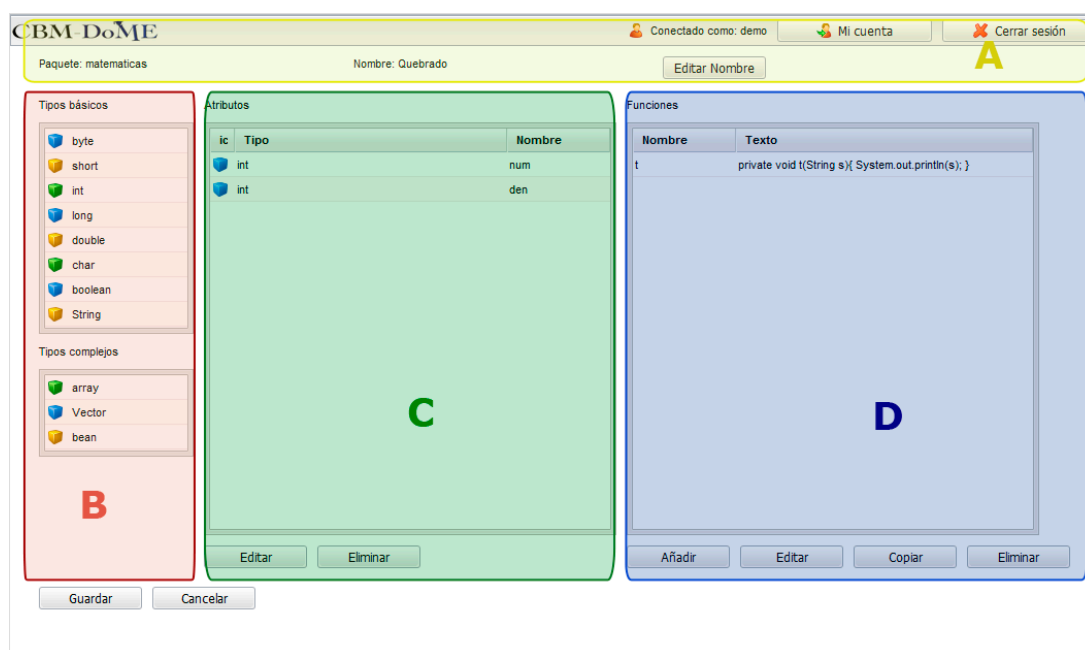 CBM-DoME
Conectado como: demo
Mi cuenta
Cerrar sesión
Paquete: matematicas
Nombre: Quebrado
Editar Nombre
A
Tipos básicos
byte
short
int
long
double
char
boolean
String
Tipos complejos
array
Vector
bean
B
Atributos
ic Tipo Nombre
int num
int den
C
Editar Eliminar
Funciones
Nombre Texto
t private void t(String s){ System.out.println(s); }
D
Añadir Editar Copiar Eliminar
Guardar Cancelar